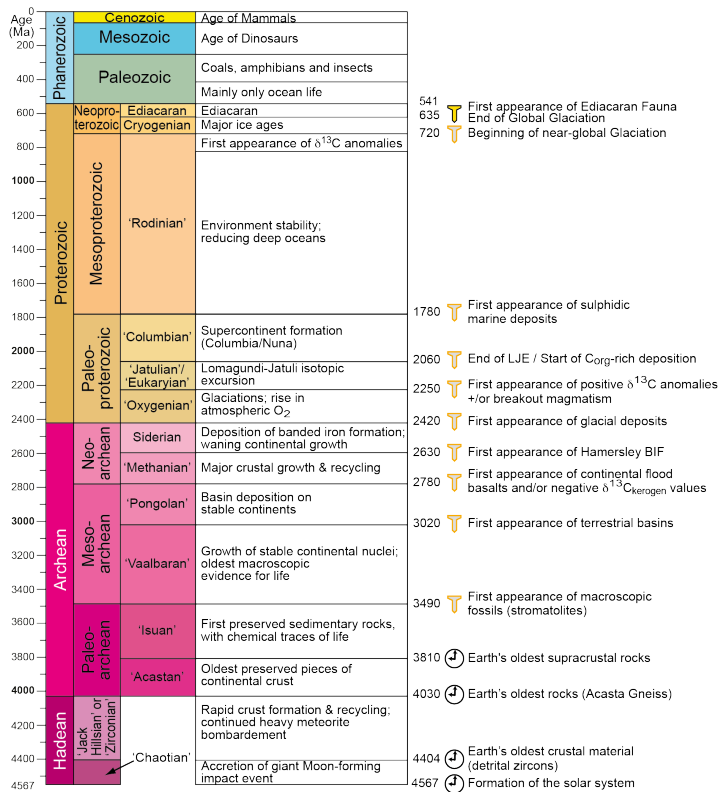 Age
(Ma)
0
200
400
600
800
1000
1200
1400
1600
1800
2000
2200
2400
2600
2800
3000
3200
3400
3600
3800
4000
4200
4400
4567
Phanerozoic
Proterozoic
Archean
Hadean
Cenozoic
Mesozoic
Paleozoic
Neopro-
terozoic
Mesoproterozoic
Paleo-
proterozoic
Neo-
archean
Meso-
archean
Paleo-
archean
'Jack
Hillsian' or
'Zirconian'
Ediacaran
Cryogenian
'Rodinian'
'Columbian'
'Jatulian'/
'Eukaryian'
'Oxygenian'
Siderian
'Methanian'
'Pongolan'
'Vaalbaran'
'Isuan'
'Acastan'
'Chaotian'
Age of Mammals
Age of Dinosaurs
Coals, amphibians and insects
Mainly only ocean life
Ediacaran
Major ice ages
First appearance of δ13C anomalies
Environment stability;
reducing deep oceans
Supercontinent formation
(Columbia/Nuna)
Lomagundi-Jatuli isotopic
excursion
Glaciations; rise in
atmospheric O2
Deposition of banded iron formation;
waning continental growth
Major crustal growth & recycling
Basin deposition on
stable continents
Growth of stable continental nuclei;
oldest macroscopic
evidence for life
First preserved sedimentary rocks,
with chemical traces of life
Oldest preserved pieces of
continental crust
Rapid crust formation & recycling;
continued heavy meteorite
bombardement
Accretion of giant Moon-forming
impact event
541
635
First appearance of Ediacaran Fauna
End of Global Glaciation
720 Beginning of near-global Glaciation
1780 First appearance of sulphidic
marine deposits
2060 End of LJE / Start of Corg-rich deposition
2250 First appearance of positive δ13C anomalies
+/or breakout magmatism
2420 First appearance of glacial deposits
2630 First appearance of Hamersley BIF
2780 First appearance of continental flood
basalts and/or negative δ13Ckerogen values
3020 First appearance of terrestrial basins
3490 First appearance of macroscopic
fossils (stromatolites)
3810 Earth's oldest supracrustal rocks
4030 Earth's oldest rocks (Acasta Gneiss)
4404 Earth's oldest crustal material
(detrital zircons)
4567 Formation of the solar system